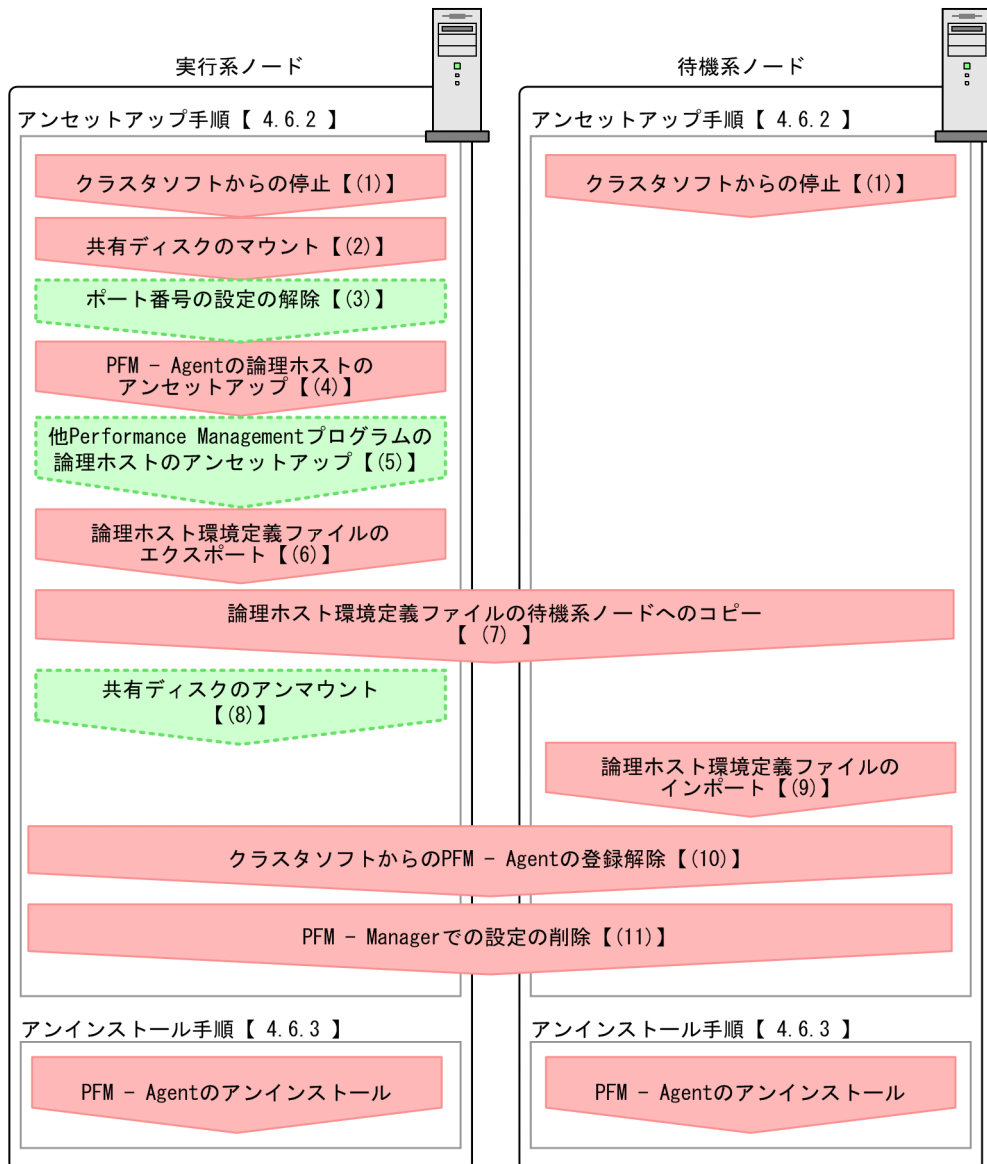 実行系ノード
待機系ノード
アンセットアップ手順【 4.6.2 】
アンセットアップ手順【 4.6.2 】
クラスタソフトからの停止【(1)】
クラスタソフトからの停止【(1)】
共有ディスクのマウント【(2)】
ポート番号の設定の解除【(3)】
PFM - Agentの論理ホストの
アンセットアップ【(4)】
他Performance Managementプログラムの
論理ホストのアンセットアップ【(5)】
論理ホスト環境定義ファイルの
エクスポート【(6)】
論理ホスト環境定義ファイルの待機系ノードへのコピー
【 (7) 】
共有ディスクのアンマウント
【(8)】
論理ホスト環境定義ファイルの
インポート【(9)】
クラスタソフトからのPFM - Agentの登録解除【(10)】
PFM - Managerでの設定の削除【(11)】
アンインストール手順【 4.6.3 】
アンインストール手順【 4.6.3 】
PFM - Agentのアンインストール
PFM - Agentのアンインストール